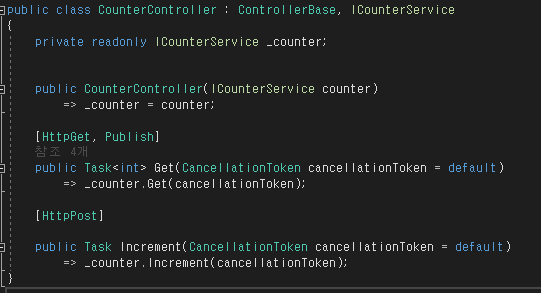 public class CounterController : ControllerBase, ICounterService
{
private readonly ICounterService _counter;
public CounterController(ICounterService counter)
=> _counter = counter;
[HttpGet, Publish]
참조 4개
public Task<int> Get(CancellationToken cancellationToken = default)
=> _counter.Get(cancellationToken);
[HttpPost]
public Task Increment(CancellationToken cancellationToken = default)
=> _counter.Increment(cancellationToken);
}